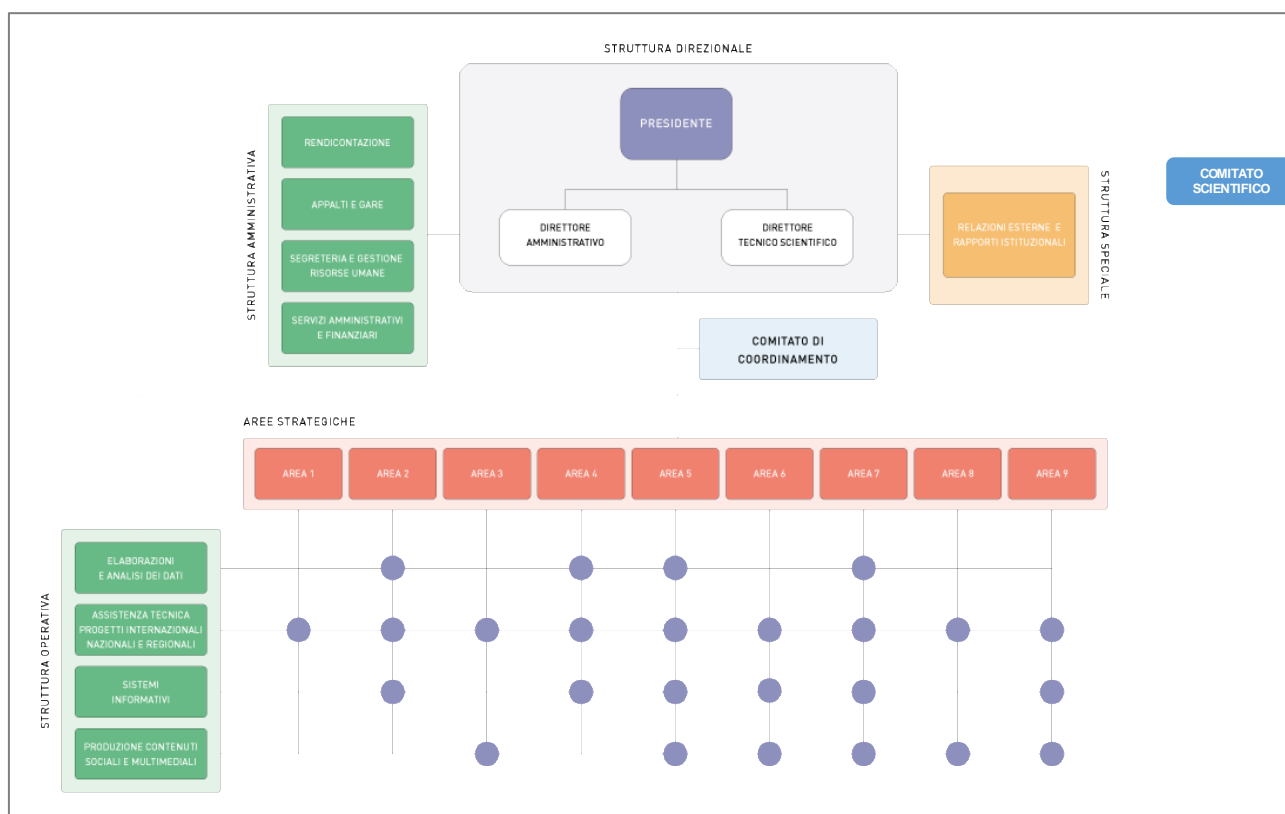 STRUTTURA DIREZIONALE
PRESIDENTE
DIRETTORE
AMMINISTRATIVO
DIRETTORE
TECNICO SCIENTIFICO
STRUTTURA AMMINISTRATIVA
RENDICONTAZIONE
APPALTI E GARE
SEGRETERIA E GESTIONE
RISORSE UMANE
SERVIZI AMMINISTRATIVI
E FINANZIARI
RELAZIONI ESTERNE E
RAPPORTI ISTITUZIONALI
STRUTTURA SPECIALE
COMITATO
SCIENTIFICO
COMITATO DI
COORDINAMENTO
AREE STRATEGICHE
AREA 1
AREA 2
AREA 3
AREA 4
AREA 5
AREA 6
AREA 7
AREA 8
AREA 9
STRUTTURA OPERATIVA
ELABORAZIONI
E ANALISI DEI DATI
ASSISTENZA TECNICA
PROGETTI INTERNAZIONALI
NAZIONALI E REGIONALI
SISTEMI
INFORMATIVI
PRODUZIONE CONTENUTI
SOCIALI E MULTIMEDIALI